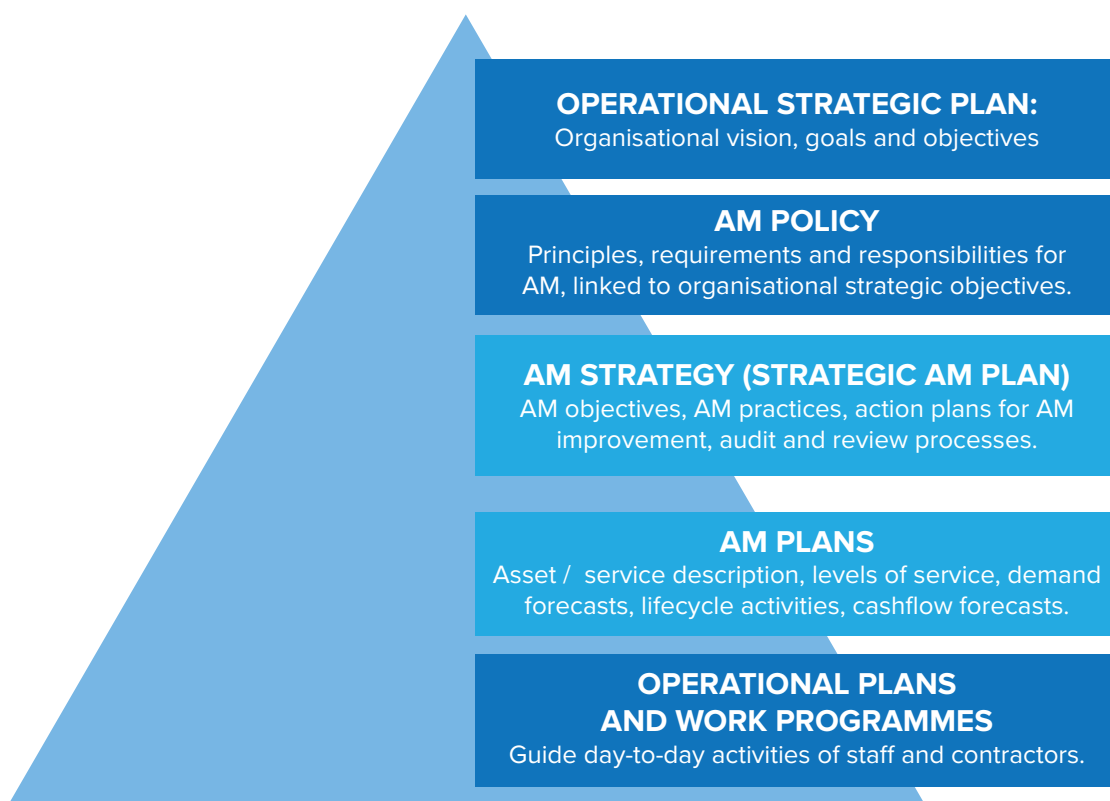 OPERATIONAL STRATEGIC PLAN:
Organisational vision, goals and objectives
AM POLICY
Principles, requirements and responsibilities for
AM, linked to organisational strategic objectives.
AM STRATEGY (STRATEGIC AM PLAN)
AM objectives, AM practices, action plans for AM
improvement, audit and review processes.
AM PLANS
Asset / service description, levels of service, demand
forecasts, lifecycle activities, cashflow forecasts.
OPERATIONAL PLANS
AND WORK PROGRAMMES
Guide day-to-day activities of staff and contractors.